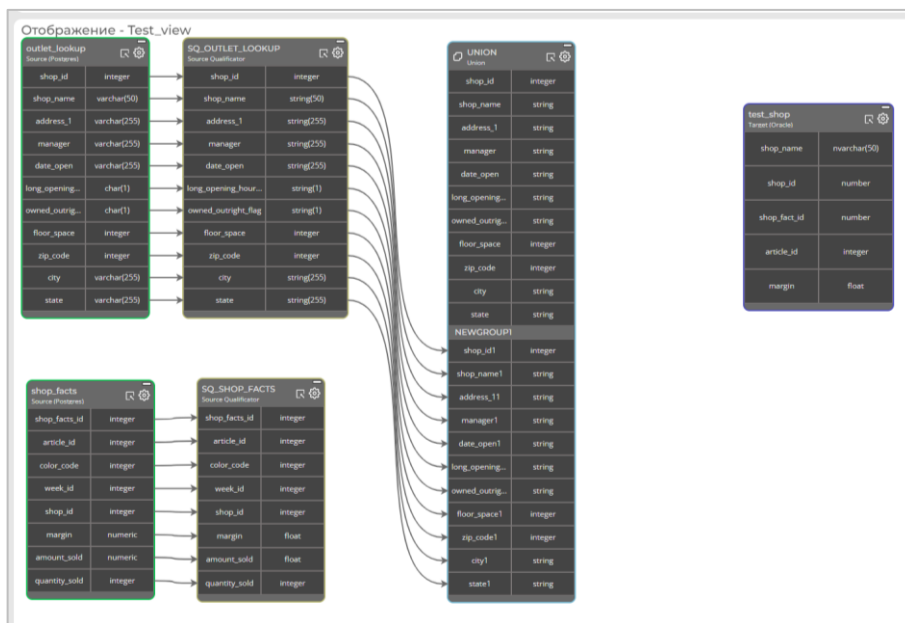 Отображение - Test_view
outlet_lookup
Source (Postgres)
shop_id integer
shop_name varchar(50)
address_1 varchar(255)
manager varchar(255)
date_open varchar(255)
long_opening... char(1)
owned_outrig... char(1)
floor_space integer
zip_code integer
city varchar(255)
state varchar(255)
SQ_OUTLET_LOOKUP
Source Qualificator
shop_id integer
shop_name string(50)
address_1 string(255)
manager string(255)
date_open string(255)
long_opening_hour... string(1)
owned_outright_flag string(1)
floor_space integer
zip_code integer
city string(255)
state string(255)
UNION
Union
shop_id integer
shop_name string
address_1 string
manager string
date_open string
long_opening... string
owned_outrig... string
floor_space integer
zip_code integer
city string
state string
NEWGROUP1
shop_id1 integer
shop_name1 string
address_11 string
manager1 string
date_open1 string
long_opening... string
owned_outrig... string
floor_space1 integer
zip_code1 integer
city1 string
state1 string
test_shop
Target (Oracle)
shop_name nvarchar(50)
shop_id number
shop_fact_id number
article_id integer
margin float
shop_facts
Source (Postgres)
shop_facts_id integer
article_id integer
color_code integer
week_id integer
shop_id integer
margin numeric
amount_sold numeric
quantity_sold integer
SQ_SHOP_FACTS
Source Qualificator
shop_facts_id integer
article_id integer
color_code integer
week_id integer
shop_id integer
margin float
amount_sold float
quantity_sold integer